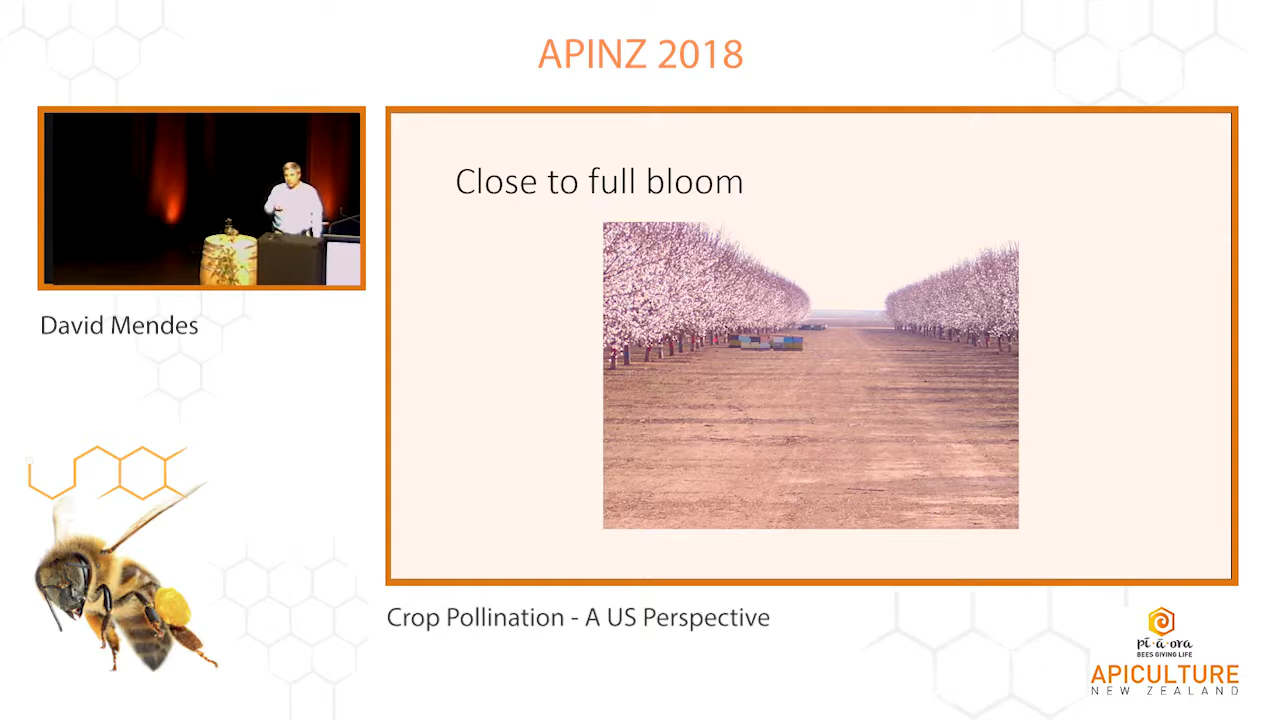 APINZ 2018
David Mendes
Close to full bloom
Crop Pollination - A US Perspective
pī-ā-ora
BEES GIVING LIFE
APICULTURE
NEW ZEALAND